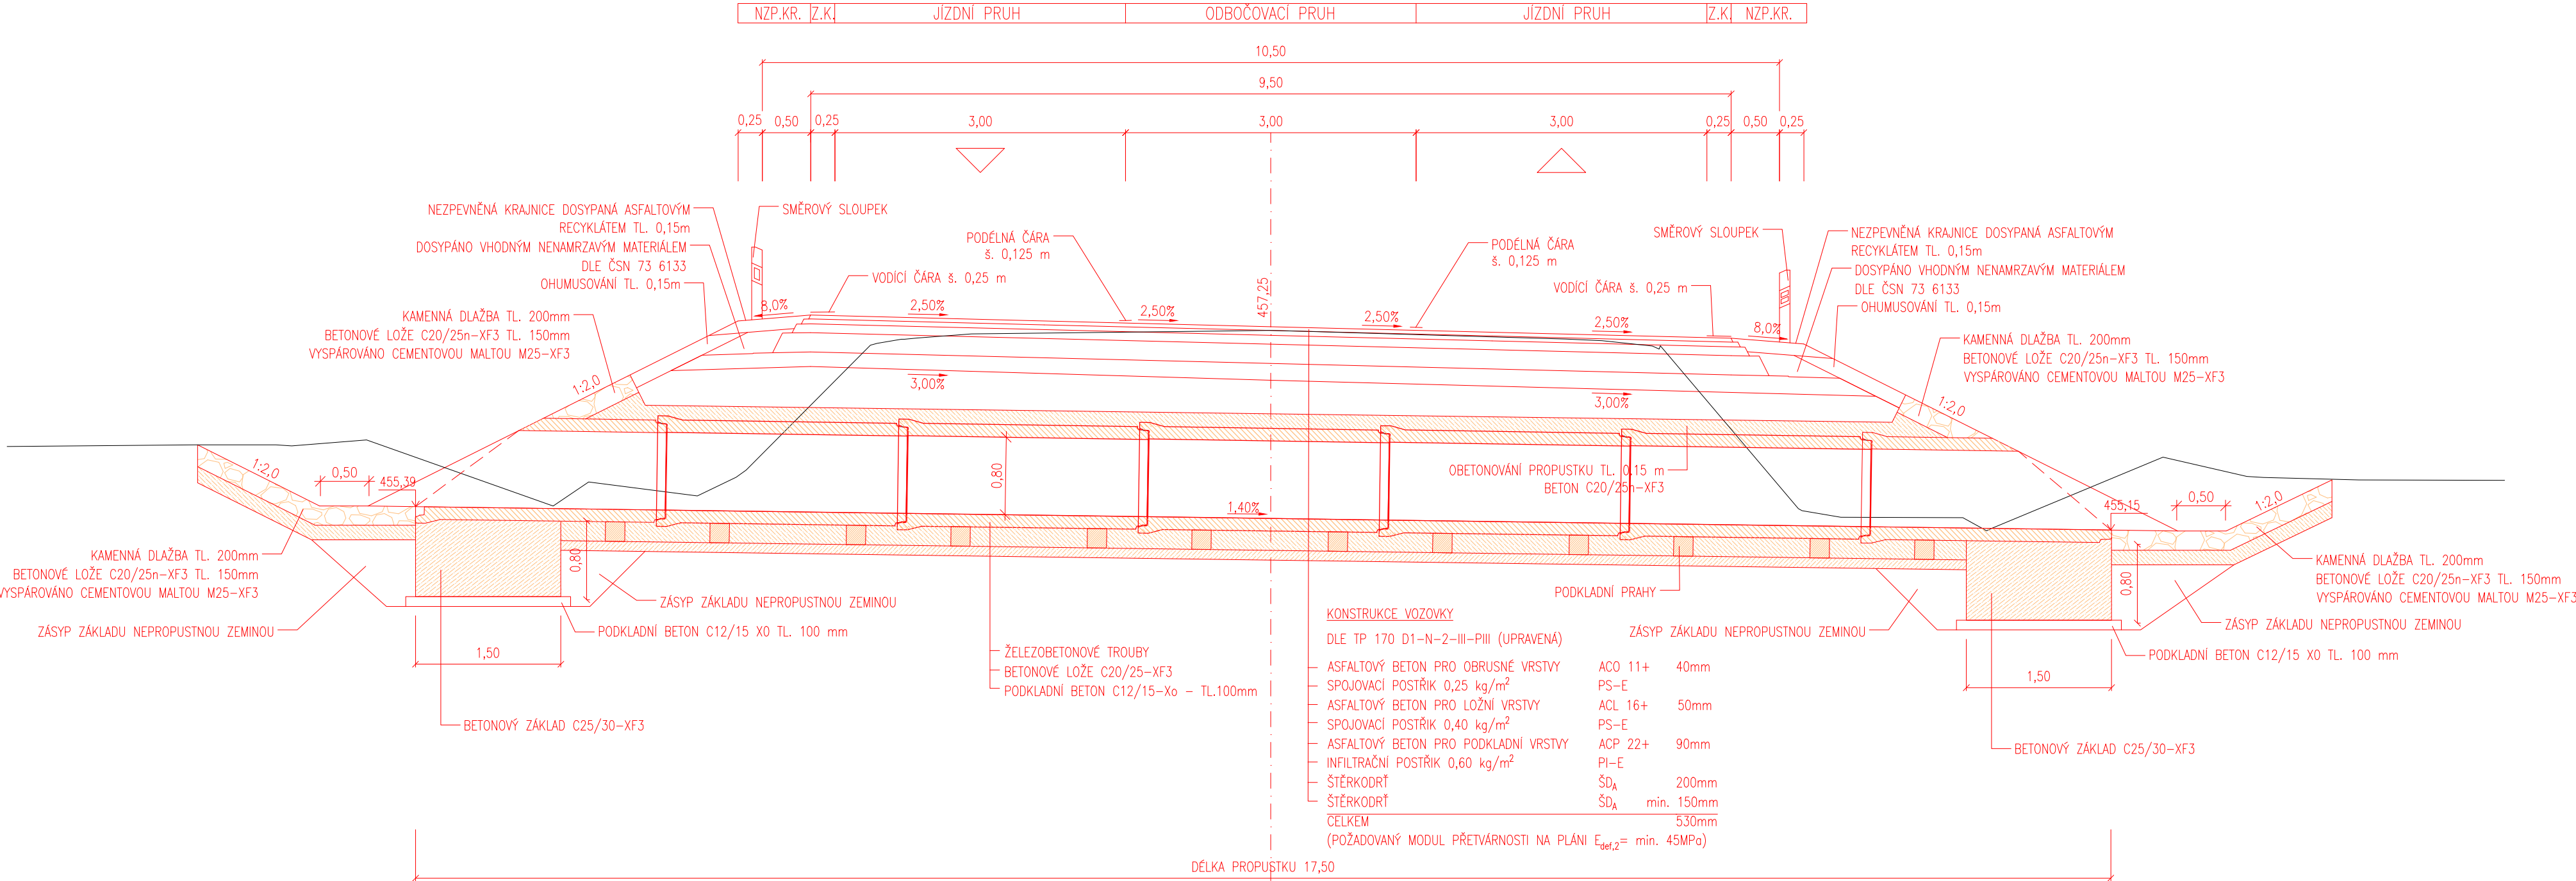 NZP.KR. Z.K. JÍZDNÍ PRUH ODBOČOVACÍ PRUH JÍZDNÍ PRUH Z.K. NZP.KR.
10,50
9,50
0,25 0,50 0,25 3,00 3,00 3,00 0,25 0,50 0,25
NEZPEVNĚNÁ KRAJNICE DOSYPANÁ ASFALTOVÝM
RECYKLÁTEM TL. 0,15m
DOSYPÁNO VHODNÝM NENAMRZAVÝM MATERIÁLEM
DLE ČSN 73 6133
OHUMUSOVÁNÍ TL. 0,15m
SMĚROVÝ SLOUPEK
KAMENNÁ DLAŽBA TL. 200mm
BETONOVÉ LOŽE C20/25n-XF3 TL. 150mm
VYSPÁROVÁNO CEMENTOVOU MALTOU M25-XF3
VODÍCÍ ČÁRA š. 0,25 m
PODÉLNÁ ČÁRA
š. 0,125 m
457,25
PODÉLNÁ ČÁRA
š. 0,125 m
VODÍCÍ ČÁRA š. 0,25 m
SMĚROVÝ SLOUPEK
NEZPEVNĚNÁ KRAJNICE DOSYPANÁ ASFALTOVÝM
RECYKLÁTEM TL. 0,15m
DOSYPÁNO VHODNÝM NENAMRZAVÝM MATERIÁLEM
DLE ČSN 73 6133
OHUMUSOVÁNÍ TL. 0,15m
KAMENNÁ DLAŽBA TL. 200mm
BETONOVÉ LOŽE C20/25n-XF3 TL. 150mm
VYSPÁROVÁNO CEMENTOVOU MALTOU M25-XF3
8,0% 2,50% 2,50% 2,50% 2,50% 8,0%
1:2,0 3,00% 3,00% 1:2,0
1:2,0 0,50 455,39
0,80
1,40%
OBETONOVÁNÍ PROPUSTKU TL. 0,15 m
BETON C20/25n-XF3
455,15 0,50 1:2,0
KAMENNÁ DLAŽBA TL. 200mm
BETONOVÉ LOŽE C20/25n-XF3 TL. 150mm
VYSPÁROVÁNO CEMENTOVOU MALTOU M25-XF3
ZÁSYP ZÁKLADU NEPROPUSTNOU ZEMINOU
0,80
ZÁSYP ZÁKLADU NEPROPUSTNOU ZEMINOU
PODKLADNÍ BETON C12/15 X0 TL. 100 mm
1,50
BETONOVÝ ZÁKLAD C25/30-XF3
ŽELEZOBETONOVÉ TROUBY
BETONOVÉ LOŽE C20/25-XF3
PODKLADNÍ BETON C12/15-Xo - TL.100mm
PODKLADNÍ PRAHY
KONSTRUKCE VOZOVKY
DLE TP 170 D1-N-2-III-PIII (UPRAVENÁ)
ASFALTOVÝ BETON PRO OBRUSNÉ VRSTVY ACO 11+ 40mm
SPOJOVACÍ POSTŘIK 0,25 kg/m² PS-E
ASFALTOVÝ BETON PRO LOŽNÍ VRSTVY ACL 16+ 50mm
SPOJOVACÍ POSTŘIK 0,40 kg/m² PS-E
ASFALTOVÝ BETON PRO PODKLADNÍ VRSTVY ACP 22+ 90mm
INFILTRAČNÍ POSTŘIK 0,60 kg/m² PI-E
ŠTĚRKODRŤ ŠDA 200mm
ŠTĚRKODRŤ ŠDA min. 150mm
CELKEM 530mm
(POŽADOVANÝ MODUL PŘETVÁRNOSTI NA PLÁNI Edef,2= min. 45MPa)
ZÁSYP ZÁKLADU NEPROPUSTNOU ZEMINOU
0,80
1,50
KAMENNÁ DLAŽBA TL. 200mm
BETONOVÉ LOŽE C20/25n-XF3 TL. 150mm
VYSPÁROVÁNO CEMENTOVOU MALTOU M25-XF3
ZÁSYP ZÁKLADU NEPROPUSTNOU ZEMINOU
PODKLADNÍ BETON C12/15 X0 TL. 100 mm
BETONOVÝ ZÁKLAD C25/30-XF3
DÉLKA PROPUSTKU 17,50